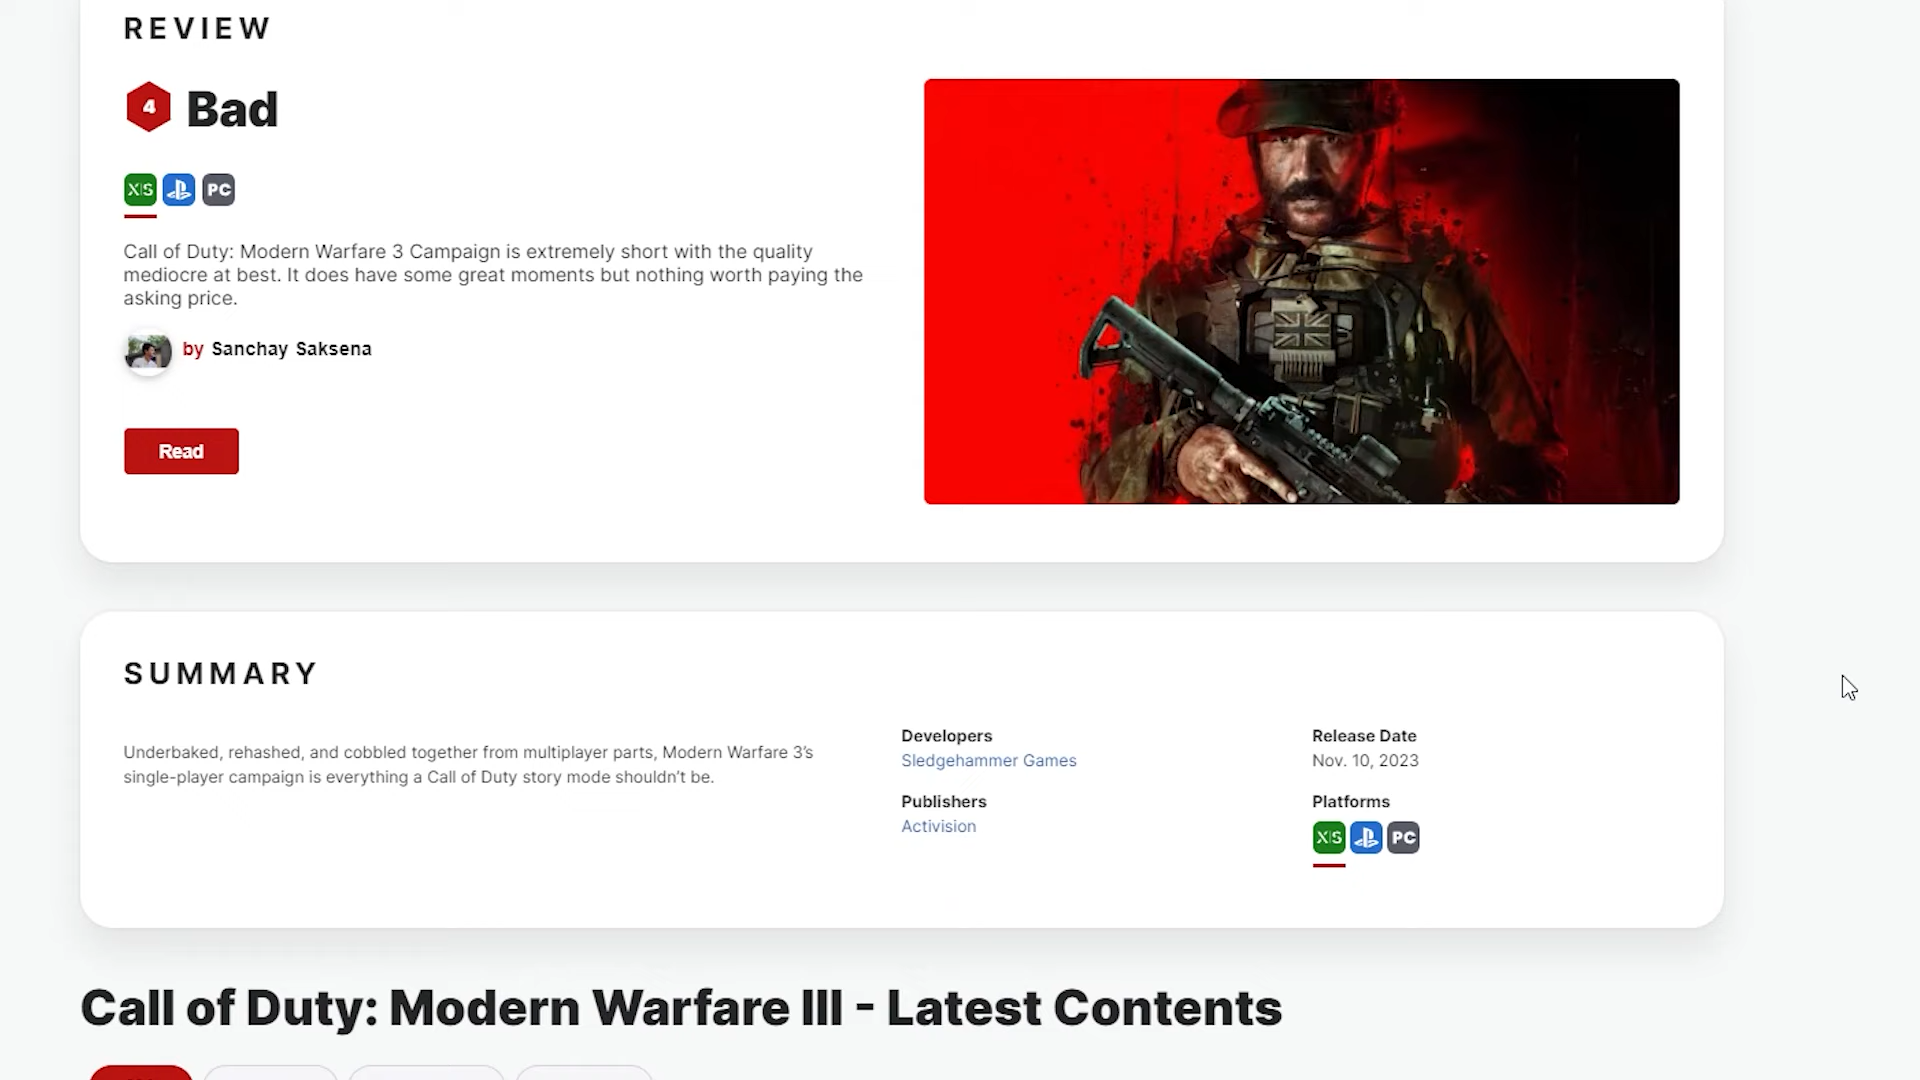 REVIEW
4 Bad
X|S PC
Call of Duty: Modern Warfare 3 Campaign is extremely short with the quality
mediocre at best. It does have some great moments but nothing worth paying the
asking price.
by Sanchay Saksena
Read
SUMMARY
Underbaked, rehashed, and cobbled together from multiplayer parts, Modern Warfare 3’s
single-player campaign is everything a Call of Duty story mode shouldn’t be.
Developers
Sledgehammer Games
Publishers
Activision
Release Date
Nov. 10, 2023
Platforms
X|S PC
Call of Duty: Modern Warfare III - Latest Contents